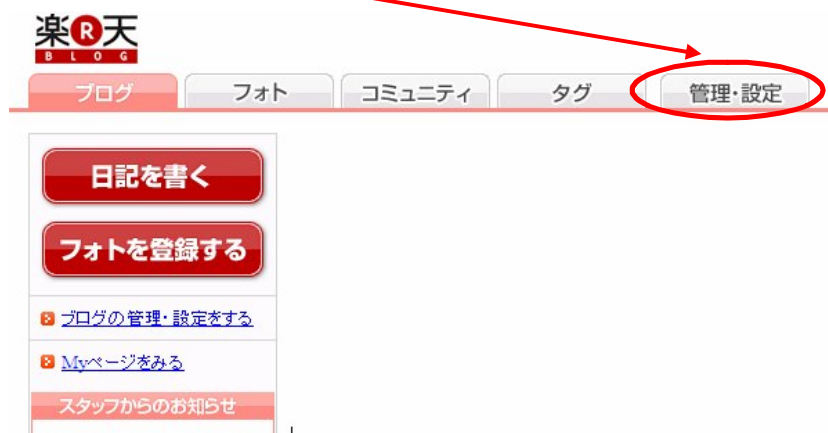 楽R天
BLOG
ブログ フォト コミュニティ タグ 管理・設定
日記を書く
フォトを登録する
ブログの管理・設定をする
Myページをみる
スタッフからのお知らせ